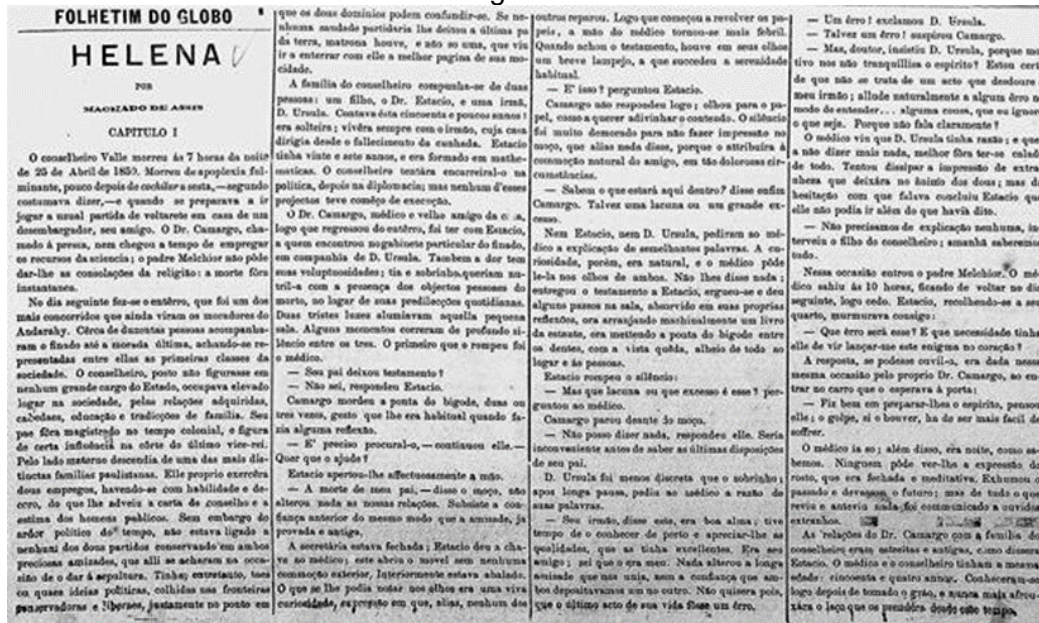 FOLHETIM DO GLOBO
HELENA
POR
MACHADO DE ASSIS
CAPITULO I
O conselheiro Valle morreu ás 7 horas da noite
de 25 de Abril de 1859. Morreu de apoplexia ful-
minante, pouco depois de cochilar a sesta, — segundo
costumava dizer, — e quando se preparava a ir
jogar a usual partida de voltarete em casa de um
desembargador, seu amigo. O Dr. Camargo, cha-
mado á pressa, nem chegou a tempo de empregar
os recursos da sciencia; o padre Melchior não pôde
dar-lhe as consolações da religião: a morte fôra
instantanea.
No dia seguinte fez-se o entêrro, que foi um dos
mais concorridos que ainda viram os moradores do
Andarahy. Cêrca de duzentas pessoas acompanha-
ram o finado até a morada última, achando-se re-
presentadas entre ellas as primeiras classes da
sociedade. O conselheiro, posto não figurasse em
nenhum grande cargo do Estado, occupava elevado
logar na sociedade, pelas relações adquiridas,
cabedaes, educação e tradicções de familia. Seu
pae fôra magistrado no tempo colonial, e figura
de certa influência na côrte do último vice-rei.
Pelo lado materno descendia de uma das mais dis-
tinctas familias paulistanas. Elle proprio exercêra
dous empregos, havendo-se com habilidade e de-
coro, do que lhe adveiu a carta de conselho e a
estima dos homens publicos. Sem embargo do
ardor politico do tempo, não estava ligado a
nenhum dos dous partidos conservando em ambos
preciosas amizades, que alli se acharam na occa-
sião de o dar á sepultura. Tinha, entretanto, taes
ou quaes ideias politicas, colhidas nas fronteiras
conservadoras e liberaes, justamente no ponto em
que os dous dominios podem confundir-se. Se ne-
nhuma saudade partidaria lhe deitou a última pá
da terra, matrona houve, e não so uma, que viu
ir a enterrar com elle a melhor pagina de sua mo-
cidade.
A familia do conselheiro compunha-se de duas
pessoas: um filho, o Dr. Estacio, e uma irmã,
D. Ursula. Contava ésta cincoenta e poucos annos;
era solteira; vivêra sempre com o irmão, cuja casa
dirigia desde o fallecimento da cunhada. Estacio
tinha vinte e sete annos, e era formado em mathe-
maticas. O conselheiro tentára encarreiral-o na
politica, depois na diplomacia; mas nenhum d'esses
projectos teve comêço de execução.
O Dr. Camargo, médico e velho amigo da
logo que regressou do entêrro, foi ter com Estacio,
a quem encontrou no gabinete particular do finado,
em companhia de D. Ursula. Tambem a dor tem
suas voluptuosidades; tia e sobrinho queriam nu-
tril-a com a presença dos objectos pessoaes do
morto, no logar de suas predilecções quotidianas.
Duas tristes luzes alumiavam aquella pequena
sala. Alguns momentos correram de profundo si-
lêncio entre os tres. O primeiro que o rompeu foi
o médico.
— Seu pai deixou testamento?
— Não sei, respondeu Estacio.
Camargo mordeu a ponta do bigode, duas ou
tres vezes, gesto que lhe era habitual quando fa-
zia alguma reflexão.
— E' preciso procural-o, — continuou elle. —
Quer que o ajude?
Estacio apertou-lhe affectuosamente a mão.
— A morte de meu pai, — disse o moço, não
alterou nada as nossas relações. Subsiste a con-
fiança anterior do mesmo modo que a amizade, ja
provada e antiga.
A secretária estava fechada; Estacio deu a cha-
ve ao médico; este abriu o movel sem nenhuma
commoção exterior. Interiormente estava abalado.
O que se lhe podia notar nos olhos era uma viva
curiosidade, expressão em que, alias, nenhum dos
outros reparou. Logo que começou a revolver os pa-
peis, a mão do médico tornou-se mais febril.
Quando achou o testamento, houve em seus olhos
um breve lampejo, a que succedeu a serenidade
habitual.
— E' isso? perguntou Estacio.
Camargo não respondeu logo; olhou para o pa-
pel, como a querer adivinhar o contendo. O silêncio
foi muito demorado para não fazer impressão no
moço, que alias nada disse, porque o attribuira á
commoção natural do amigo, em tão dolorosas cir-
cumstâncias.
— Sabem o que estará aqui dentro? disse emfim
Camargo. Talvez uma lacuna ou um grande ex-
cesso.
Nem Estacio, nem D. Ursula, pediram ao mé-
dico a explicação de semelhantes palavras. A cu-
riosidade, porém, era natural, e o médico pôde
le-la nos olhos de ambos. Não lhes disse nada;
entregou o testamento a Estacio, ergueu-se e deu
alguns passos na sala, absorvido em suas proprias
reflexões, ora arranjando machinalmente um livro
da estante, ora mettendo a ponta do bigode entre
os dentes, com a vista quêda, alheio de todo ao
logar e ás pessoas.
Estacio rompeu o silêncio:
— Mas que lacuna ou que excesso é esse? per-
guntou ao médico.
Camargo parou deante do moço.
— Não posso dizer nada, respondeu elle. Seria
inconveniente antes de saber as últimas disposições
de seu pai.
D. Ursula foi menos discreta que o sobrinho;
apos longa pausa, pediu ao médico a razão de
suas palavras.
— Seu irmão, disse este, era boa alma; tive
tempo de o conhecer de perto e apreciar-lhe as
qualidades, que as tinha excellentes. Era seu
amigo; sei que o era meu. Nada alterou a longa
amizade que nos unia, nem a confiança que am-
bos depositavamos um no outro. Não quizera pois,
que o último acto de sua vida fôsse um êrro.
— Um êrro! exclamou D. Ursula.
— Talvez um êrro! suspirou Camargo.
— Mas, doutor, insistiu D. Ursula, porque mo
tivo nos não tranquillisa o espirito? Estou cert
de que não se trata de um acto que desdoure
meu irmão; allude naturalmente a algum êrro n
modo de entender... alguma cousa, que eu ignor
o que seja. Porque não fala claramente?
O médico viu que D. Ursula tinha razão; e que
a não dizer mais nada, melhor fôra ter-se calad
de todo. Tentou dissipar a impressão de extra
nheza que deixára no ânimo dos dous; mas d
hesitação com que falava concluiu Estacio que
elle não podia ir além do que havia dito.
— Não precisamos de explicação nenhuma, in-
terveiu o filho do conselheiro; amanhã saberemos
tudo.
Nessa occasião entrou o padre Melchior. O mé
dico sahiu ás 10 horas, ficando de voltar no dia
seguinte, logo cedo. Estacio, recolhendo-se a seu
quarto, murmurava comsigo:
— Que êrro será esse? E que necessidade tinha
elle de vir lançar-me este enigma no coração?
A resposta, se podesse ouvil-a, era dada nessa
mesma occasião pelo proprio Dr. Camargo, ao en-
trar no carro que o esperava á porta:
— Fiz bem em preparar-lhes o espirito, pensou
elle; o golpe, si o houver, ha de ser mais facil de
soffrer.
O médico ia so; além disso, era noite, como sa-
bemos. Ninguem pôde ver-lhe a expressão do
rosto, que era fechada e meditativa. Exhumou o
passado e devassou o futuro; mas de tudo o que
reviu e anteviu nada foi communicado a ouvidos
extranhos.
As relações do Dr. Camargo com a familia do
conselheiro eram estreitas e antigas, como dissera
Estacio. O médico e o conselheiro tinham a mesma
edade: cincoenta e quatro annos. Conheceram-se
logo depois de tomado o gráo, e nunca mais afrou-
xára o laço que os prendêra desde esse tempo.